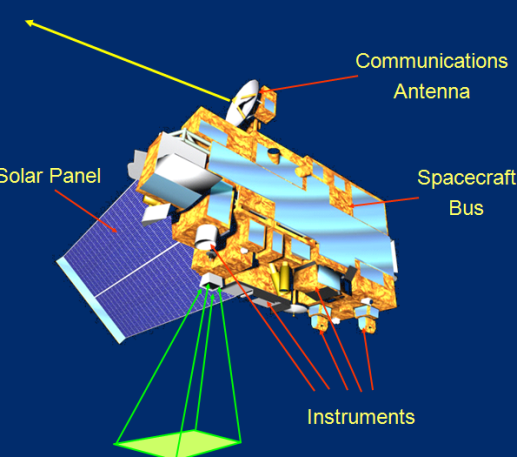 Communications
Antenna
Solar Panel
Spacecraft
Bus
Instruments